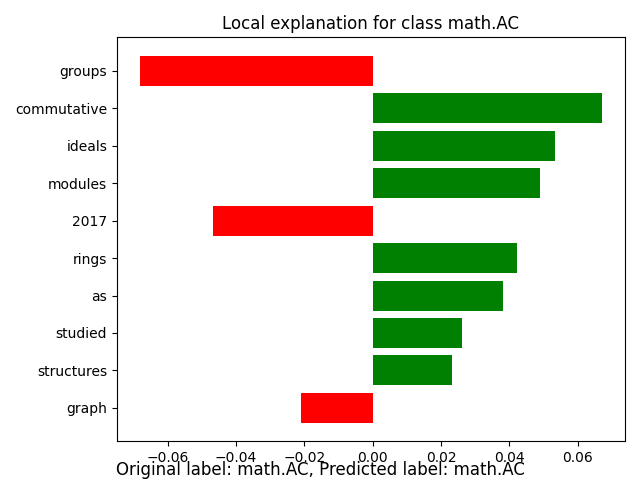 Local explanation for class math.AC
groups
commutative
ideals
modules
2017
rings
as
studied
structures
graph
−0.06 −0.04 −0.02 0.00 0.02 0.04 0.06
Original label: math.AC, Predicted label: math.AC